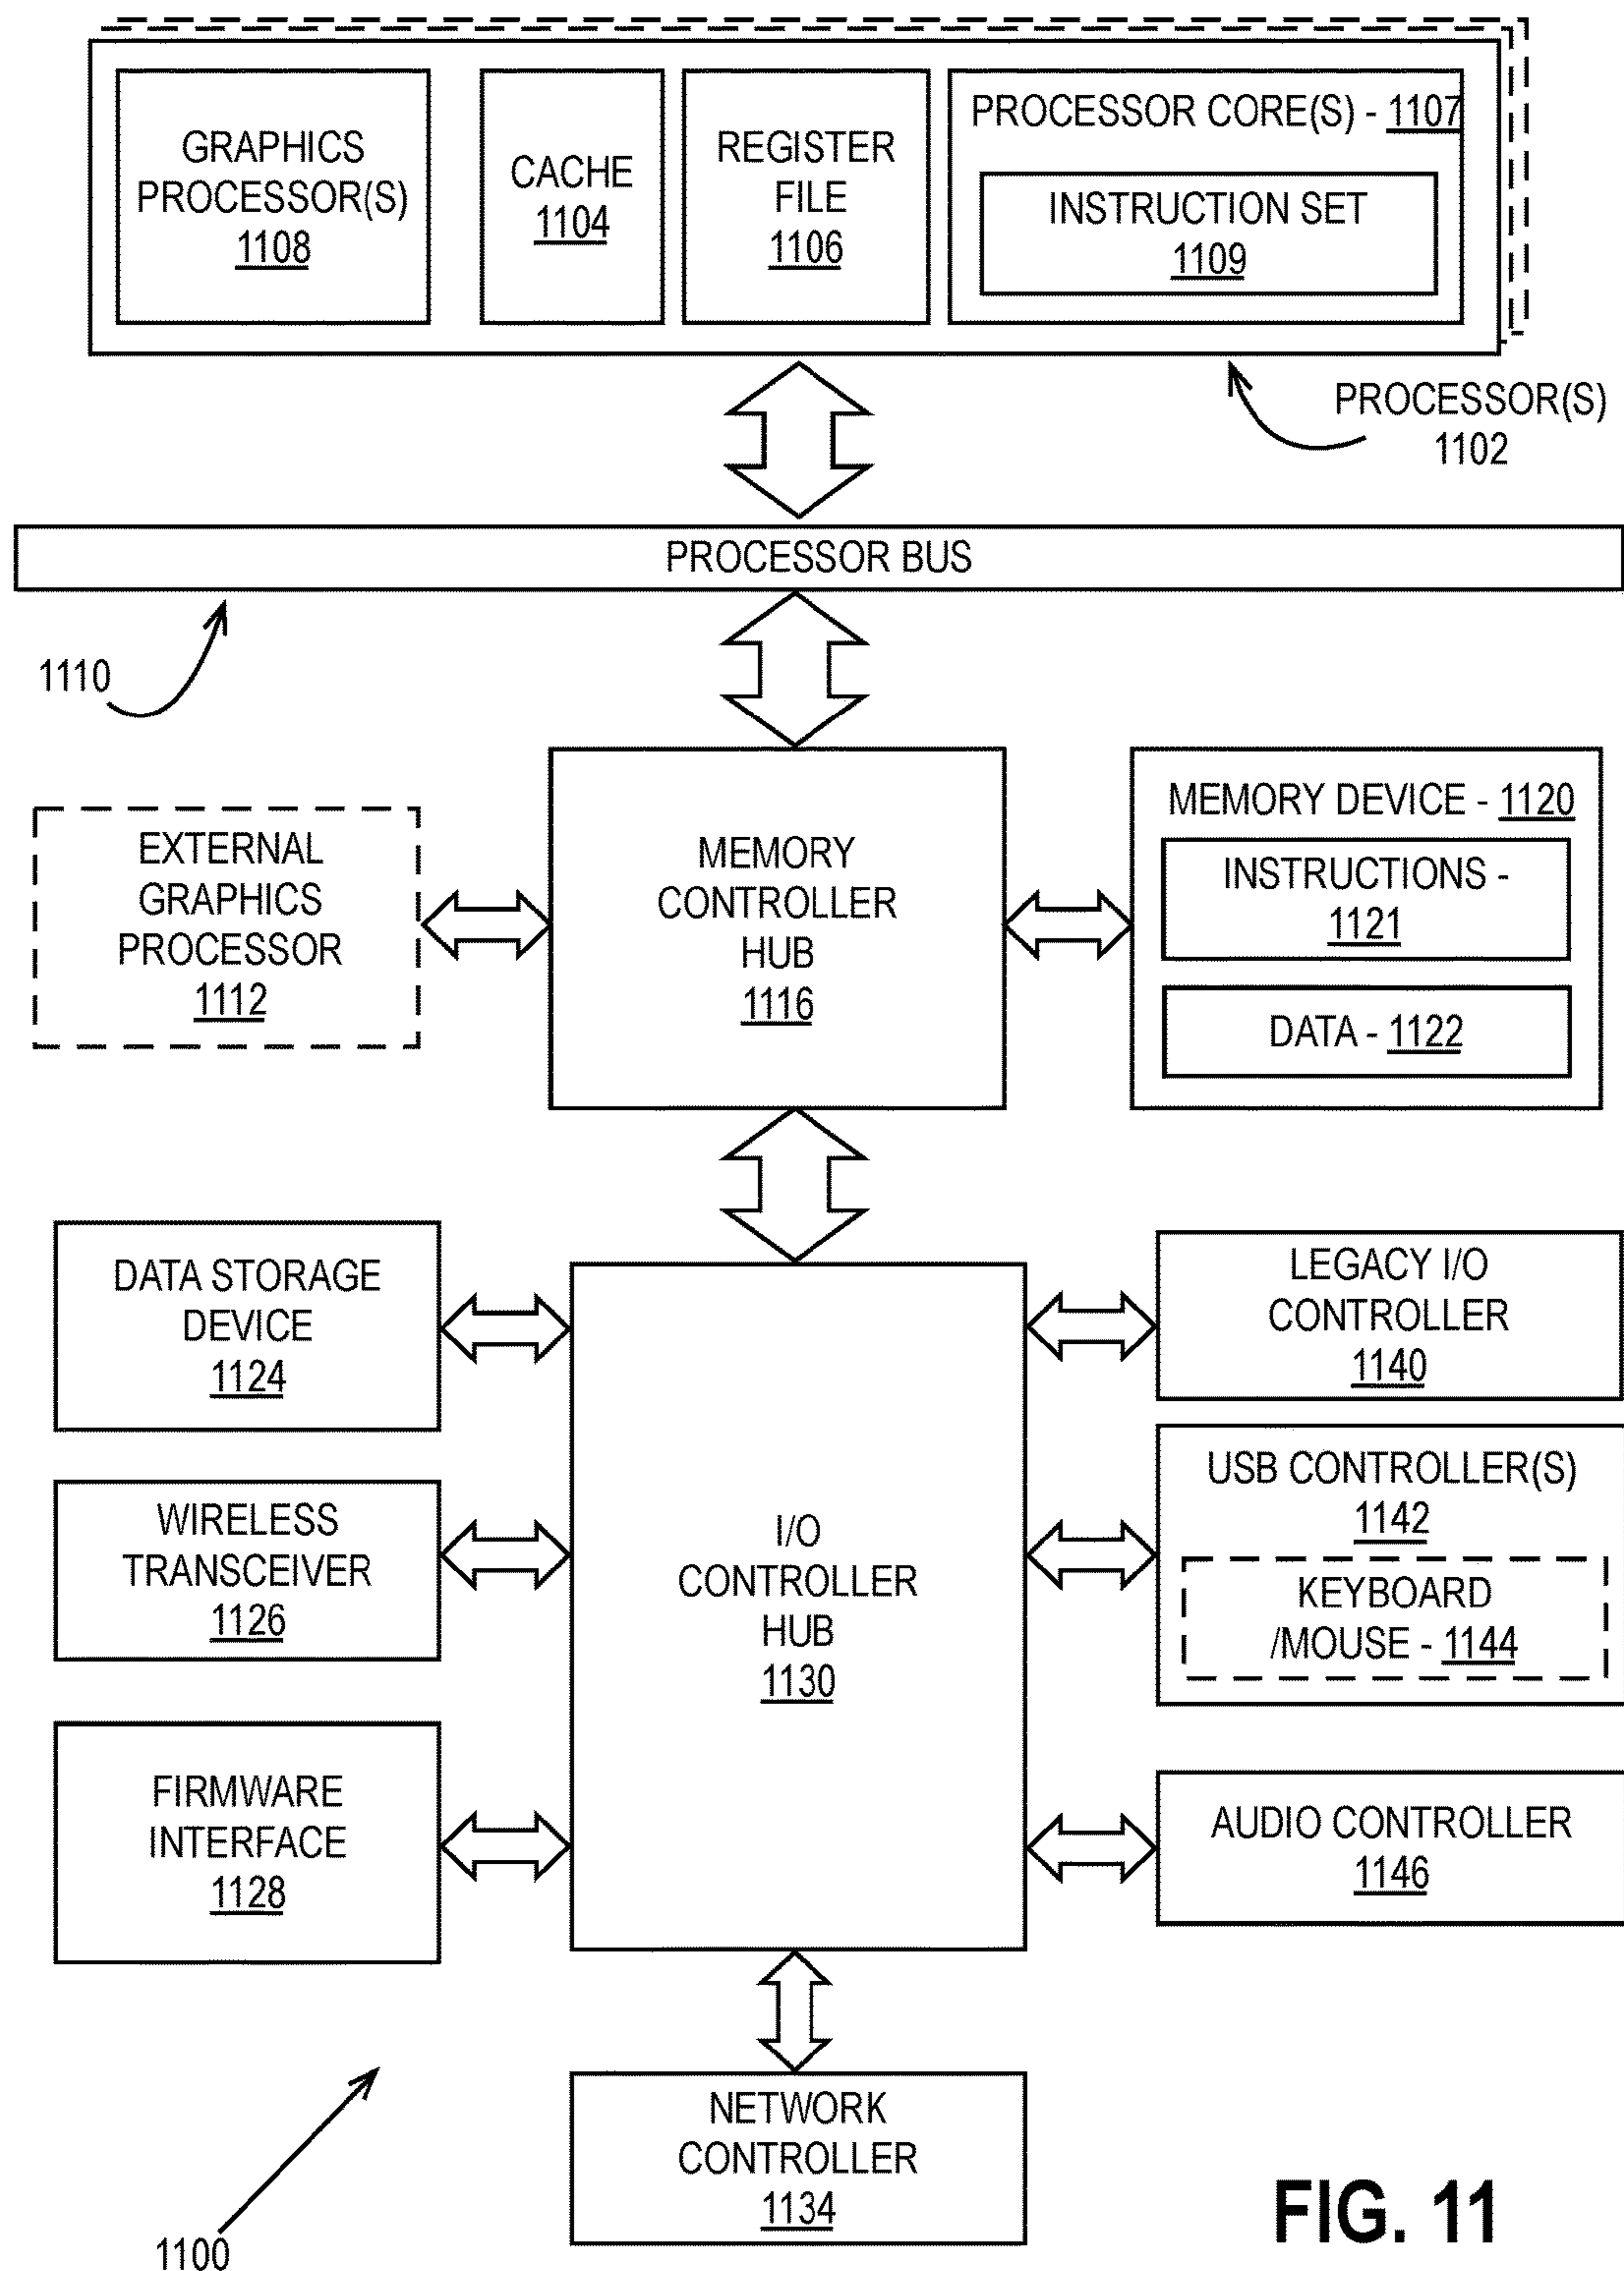 GRAPHICS
PROCESSOR(S)
1108
CACHE
1104
REGISTER
FILE
1106
PROCESSOR CORE(S) - 1107
INSTRUCTION SET
1109
PROCESSOR(S)
1102
PROCESSOR BUS
1110
EXTERNAL
GRAPHICS
PROCESSOR
1112
MEMORY
CONTROLLER
HUB
1116
MEMORY DEVICE - 1120
INSTRUCTIONS -
1121
DATA - 1122
DATA STORAGE
DEVICE
1124
WIRELESS
TRANSCEIVER
1126
FIRMWARE
INTERFACE
1128
I/O
CONTROLLER
HUB
1130
LEGACY I/O
CONTROLLER
1140
USB CONTROLLER(S)
1142
KEYBOARD
/MOUSE - 1144
AUDIO CONTROLLER
1146
NETWORK
CONTROLLER
1134
1100
FIG. 11